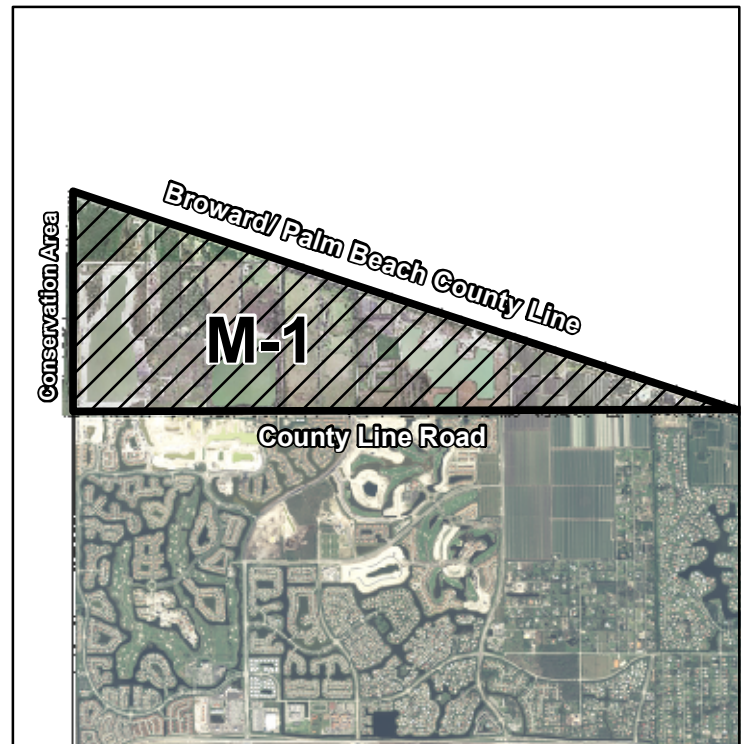 Broward/ Palm Beach County Line
Conservation Area
M-1
County Line Road